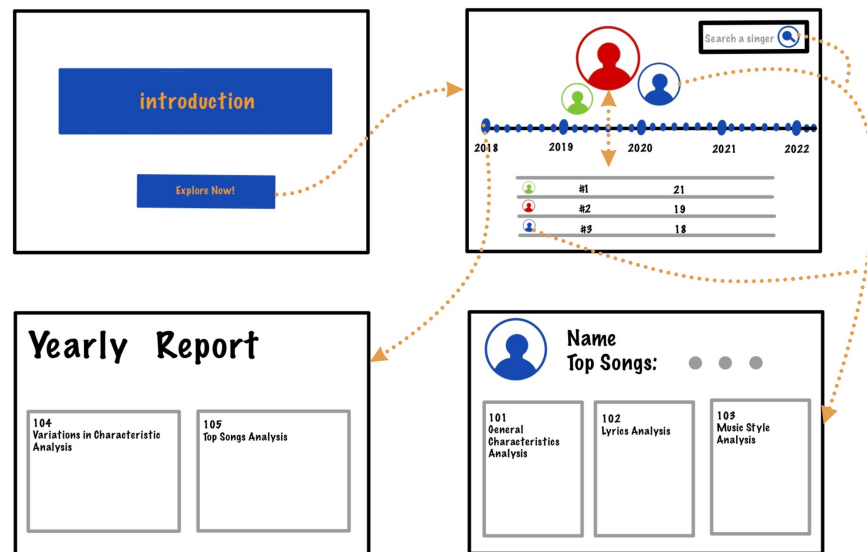 introduction
Explore Now!
Search a singer
2018 2019 2020 2021 2022
#1 21
#2 19
#3 18
Yearly Report
104
Variations in Characteristic
Analysis
105
Top Songs Analysis
Name
Top Songs:
101
General
Characteristics
Analysis
102
Lyrics Analysis
103
Music Style
Analysis